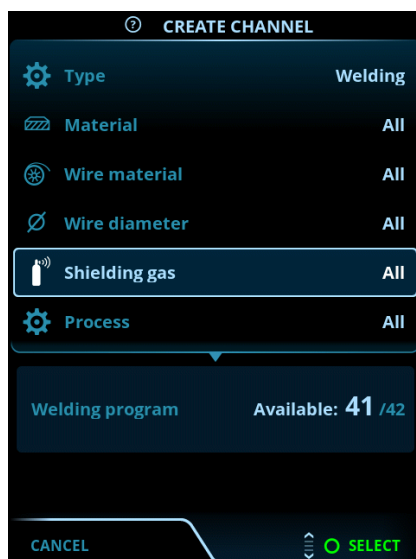 ? CREATE CHANNEL
Type Welding
Material All
Wire material All
Wire diameter All
Shielding gas All
Process All
Welding program Available: 41 /42
CANCEL SELECT